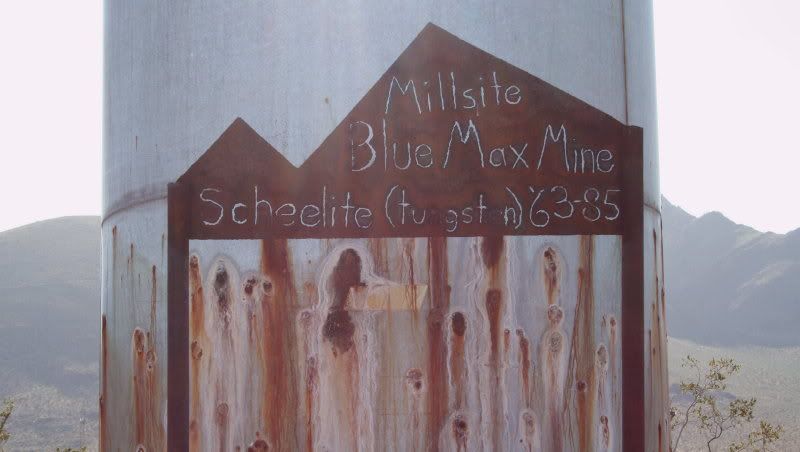 Millsite
Blue Max Mine
Scheelite (tungsten) '63-85